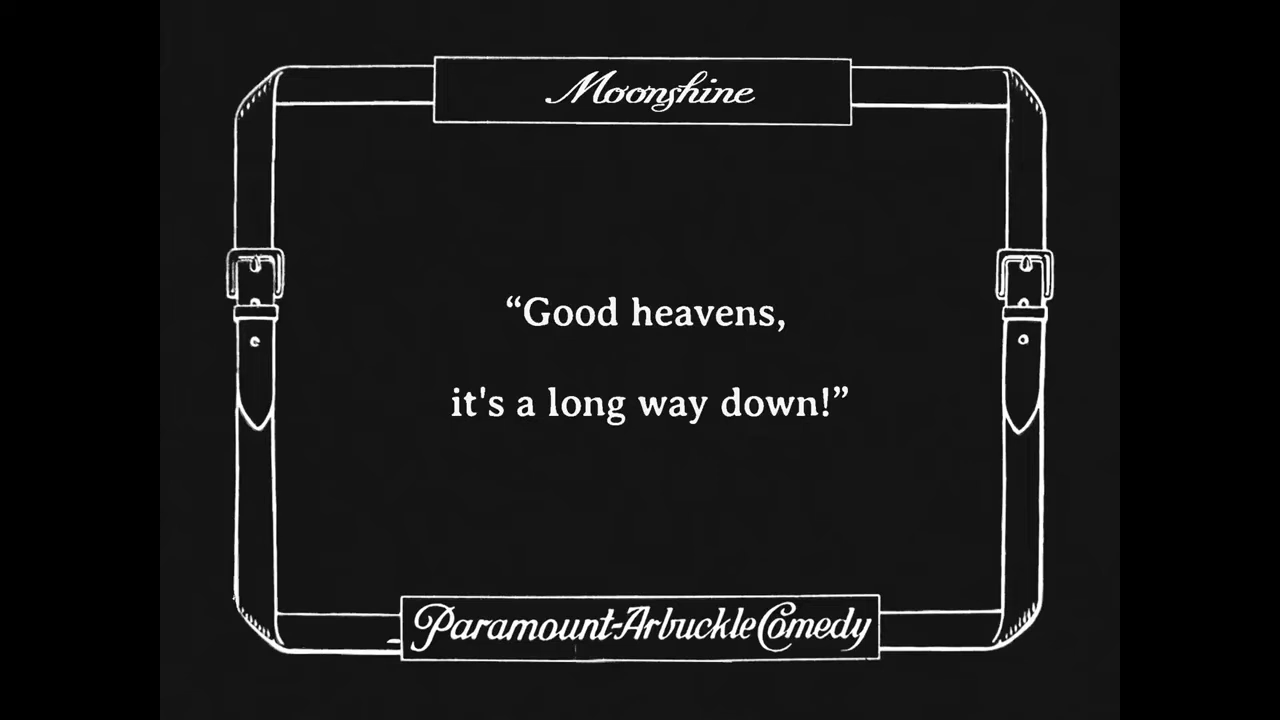 Moonshine
“Good heavens,
it's a long way down!”
Paramount-Arbuckle Comedy